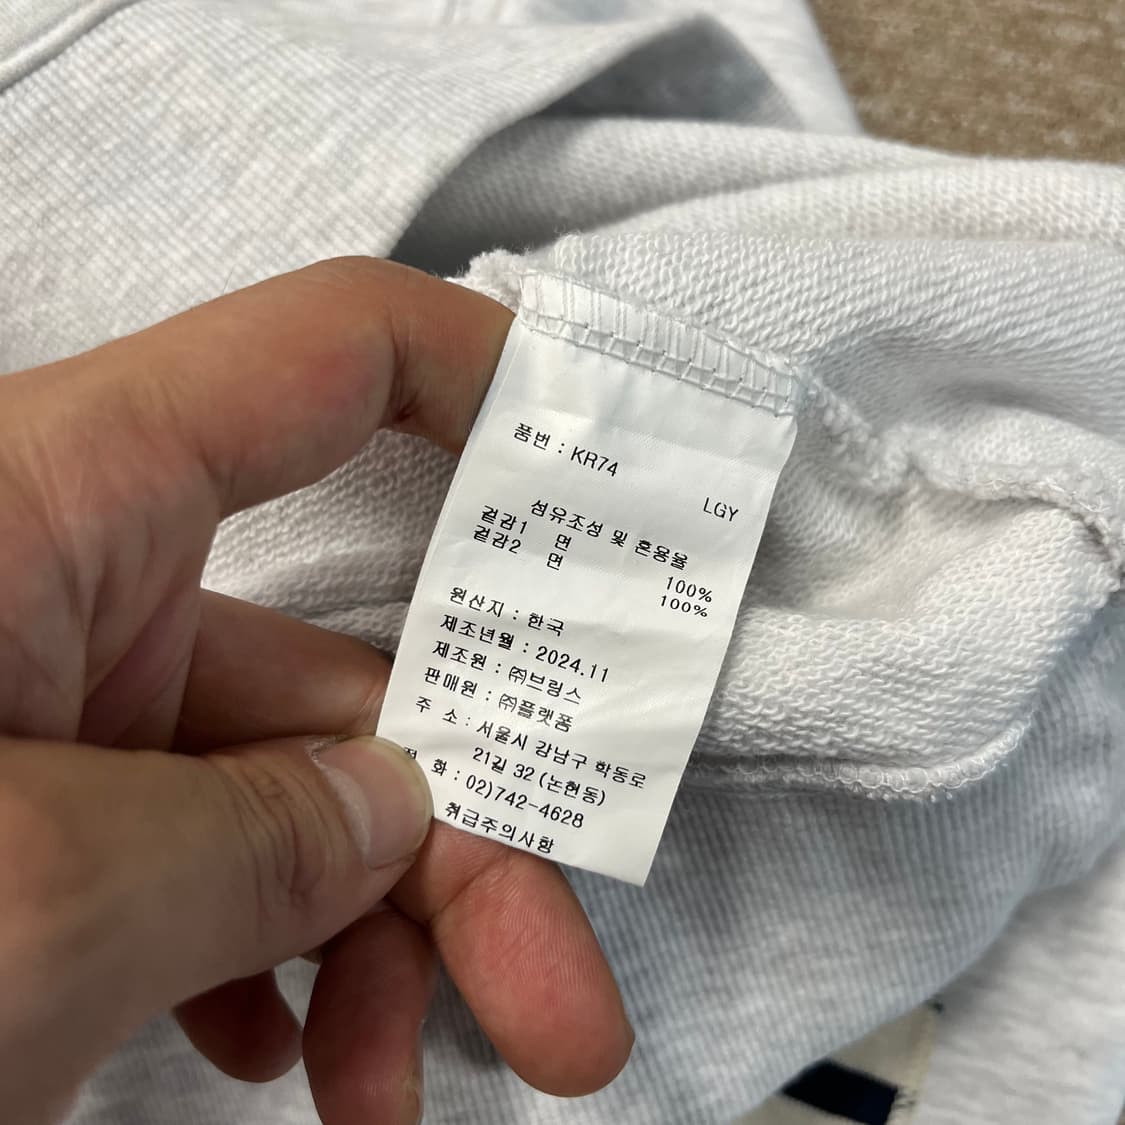 품번 : KR74
LGY
섬유조성 및 혼용율
겉감1 면 100%
겉감2 면 100%
원산지 : 한국
제조년월 : 2024.11
제조원 : ㈜브링스
판매원 : ㈜플랫폼
주 소 : 서울시 강남구 학동로
21길 32 (논현동)
전 화 : 02)742-4628
취급주의사항